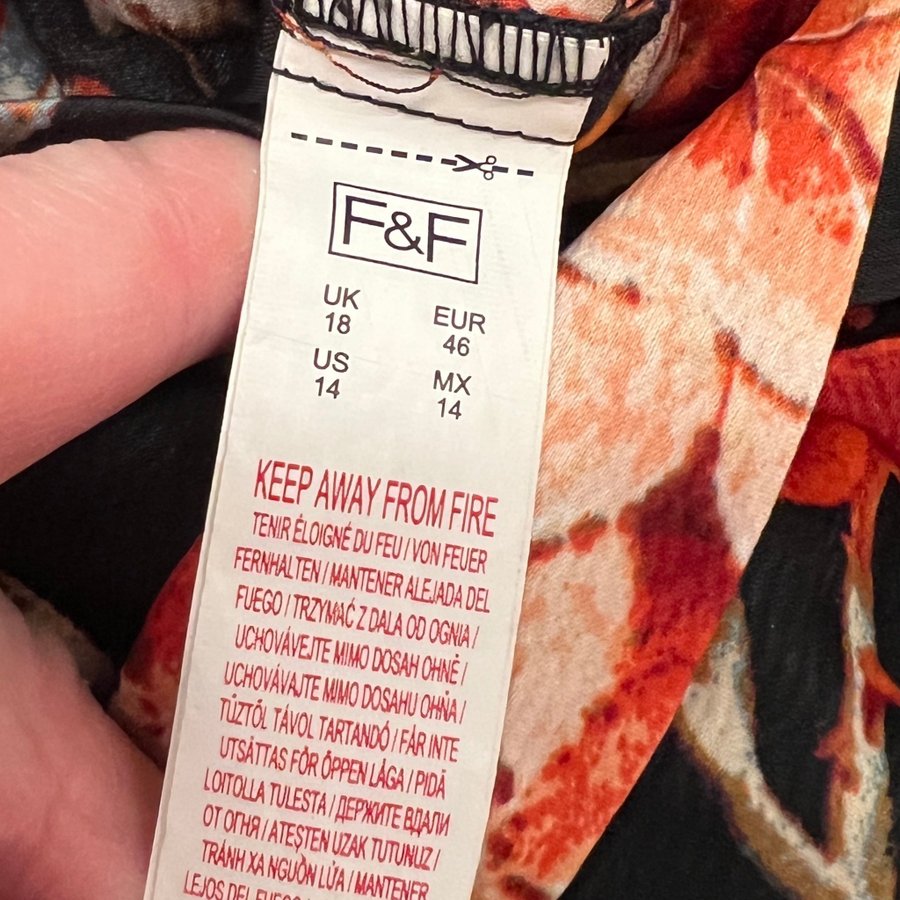 F&F
UK
18
EUR
46
US
14
MX
14
KEEP AWAY FROM FIRE
TENIR ÉLOIGNÉ DU FEU / VON FEUER
FERNHALTEN / MANTENER ALEJADA DEL
FUEGO / TRZYMAĆ Z DALA OD OGNIA /
UCHOVÁVEJTE MIMO DOSAH OHNĚ /
UCHOVÁVAJTE MIMO DOSAHU OHŇA /
TŰZTŐL TÁVOL TARTANDÓ / FÅR INTE
UTSÄTTAS FÖR ÖPPEN LÅGA / PIDÄ
LOITOLLA TULESTA / ДЕРЖИТЕ ВДАЛИ
ОТ ОГНЯ / ATEŞTEN UZAK TUTUNUZ /
TRÁNH XA NGUỒN LỬA / MANTENER
LEJOS DEL FUEGO /